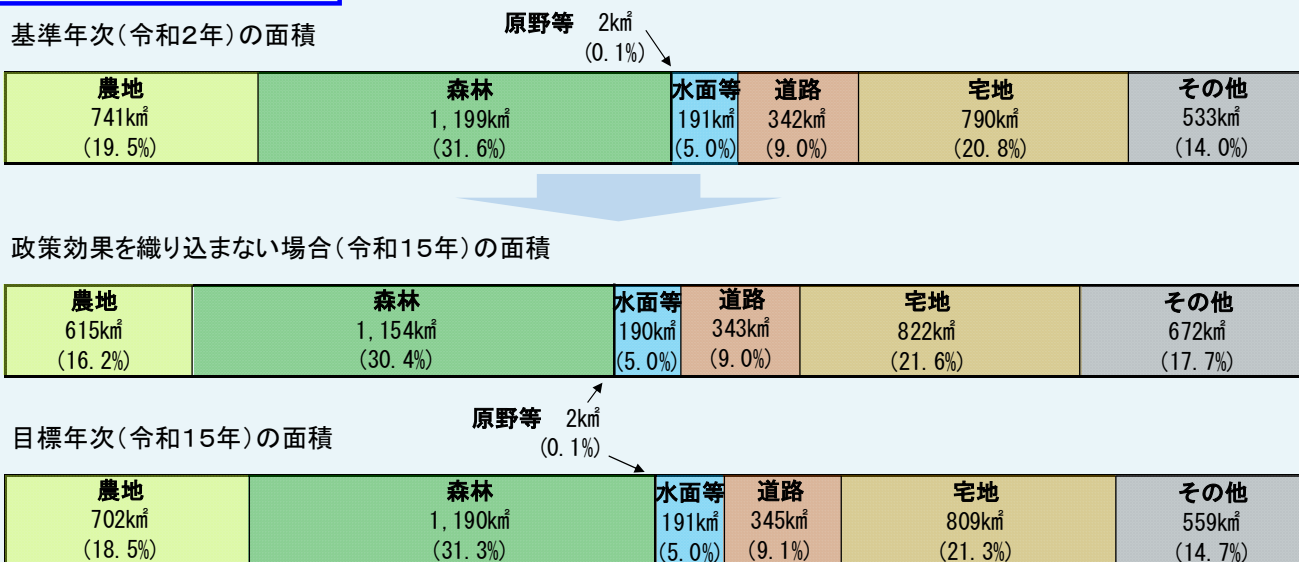 基準年次(令和2年)の面積
原野等 2㎢
(0.1%)
農地 森林 水面等 道路 宅地 その他
741㎢ 1,199㎢ 191㎢ 342㎢ 790㎢ 533㎢
(19.5%) (31.6%) (5.0%) (9.0%) (20.8%) (14.0%)
政策効果を織り込まない場合(令和15年)の面積
農地 森林 水面等 道路 宅地 その他
615㎢ 1,154㎢ 190㎢ 343㎢ 822㎢ 672㎢
(16.2%) (30.4%) (5.0%) (9.0%) (21.6%) (17.7%)
原野等 2㎢
(0.1%)
目標年次(令和15年)の面積
農地 森林 水面等 道路 宅地 その他
702㎢ 1,190㎢ 191㎢ 345㎢ 809㎢ 559㎢
(18.5%) (31.3%) (5.0%) (9.1%) (21.3%) (14.7%)